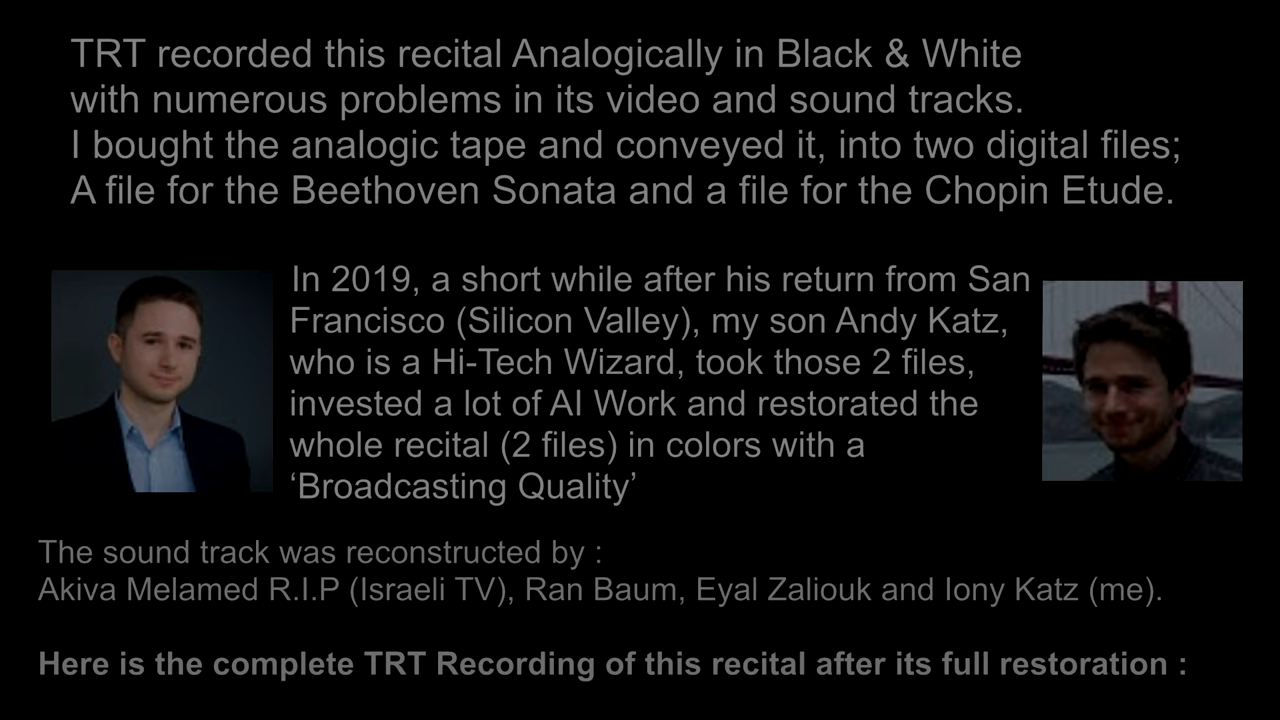 TRT recorded this recital Analogically in Black & White
with numerous problems in its video and sound tracks.
I bought the analogic tape and conveyed it, into two digital files;
A file for the Beethoven Sonata and a file for the Chopin Etude.
In 2019, a short while after his return from San
Francisco (Silicon Valley), my son Andy Katz,
who is a Hi-Tech Wizard, took those 2 files,
invested a lot of AI Work and restorated the
whole recital (2 files) in colors with a
‘Broadcasting Quality’
The sound track was reconstructed by :
Akiva Melamed R.I.P (Israeli TV), Ran Baum, Eyal Zaliouk and Iony Katz (me).
Here is the complete TRT Recording of this recital after its full restoration :